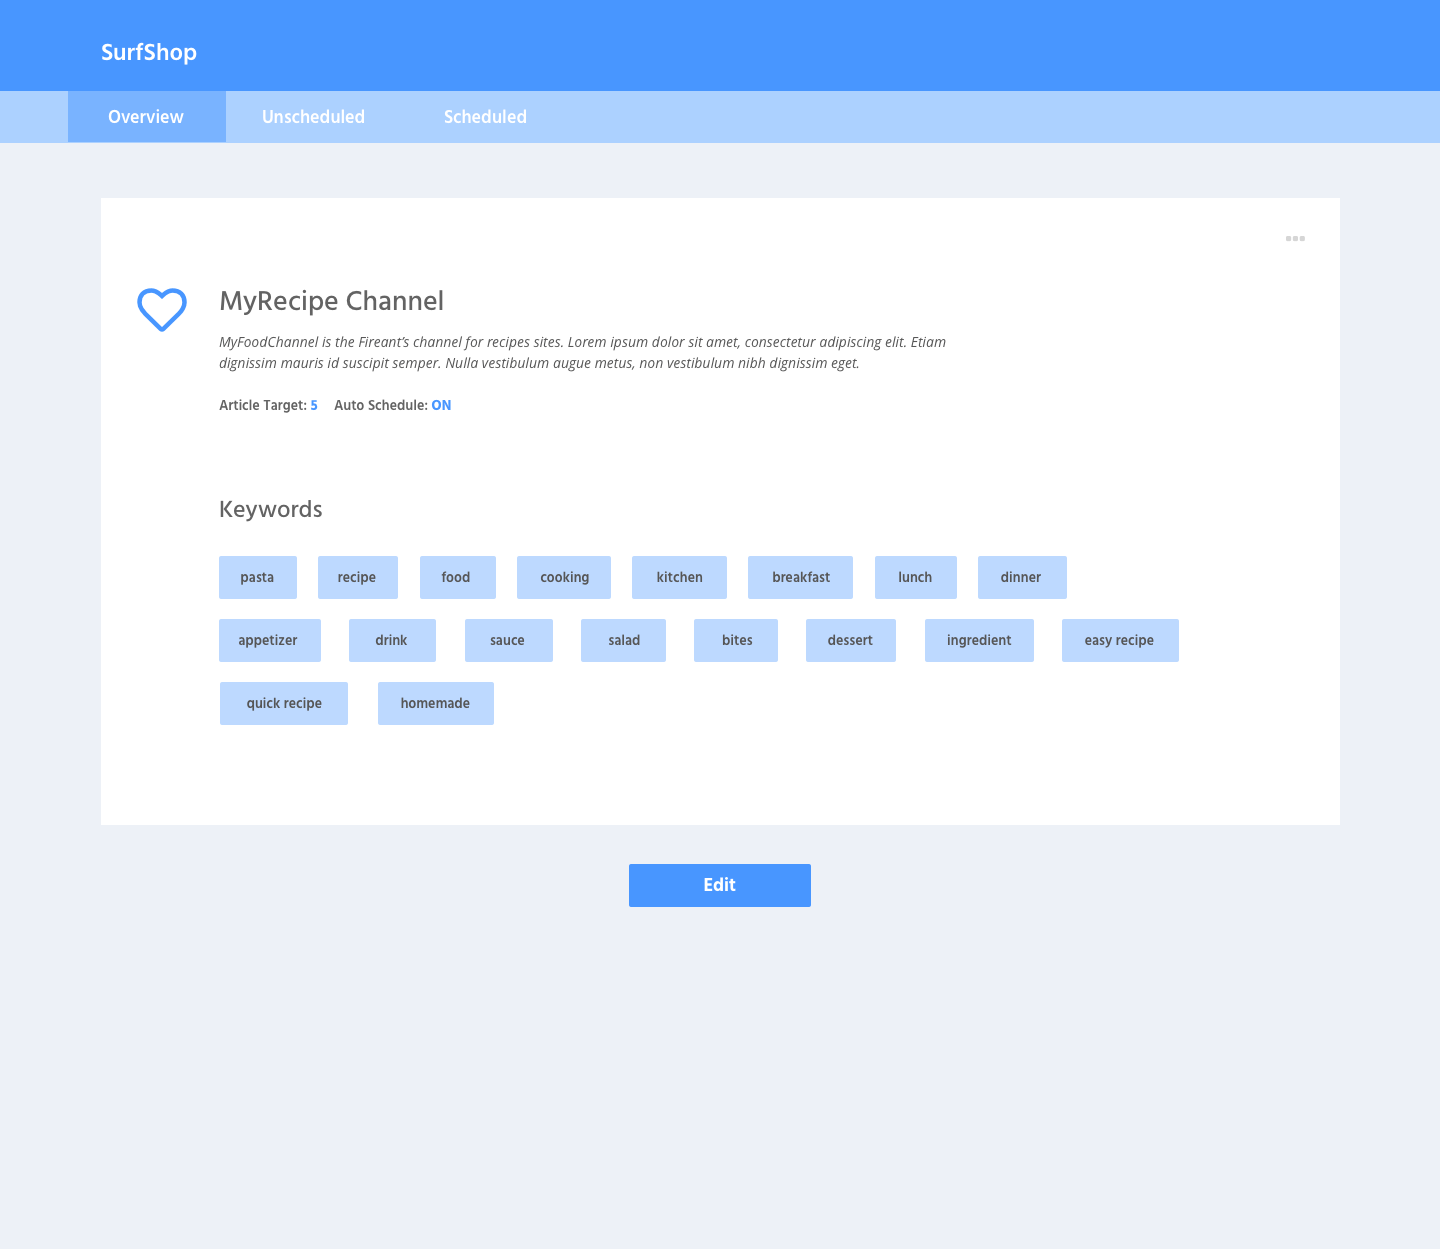 SurfShop
Overview Unscheduled Scheduled
MyRecipe Channel
MyFoodChannel is the Fireant’s channel for recipes sites. Lorem ipsum dolor sit amet, consectetur adipiscing elit. Etiam
dignissim mauris id suscipit semper. Nulla vestibulum augue metus, non vestibulum nibh dignissim eget.
Article Target: 5 Auto Schedule: ON
Keywords
pasta recipe food cooking kitchen breakfast lunch dinner
appetizer drink sauce salad bites dessert ingredient easy recipe
quick recipe homemade
Edit